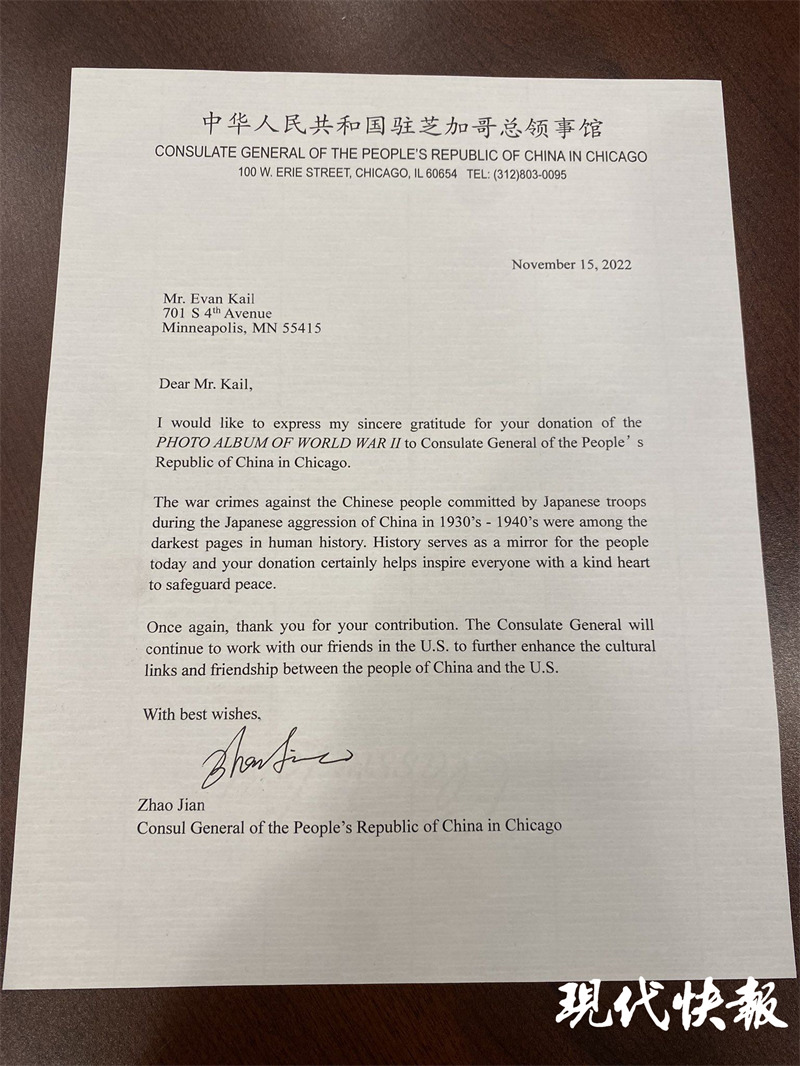 中华人民共和国驻芝加哥总领事馆
CONSULATE GENERAL OF THE PEOPLE'S REPUBLIC OF CHINA IN CHICAGO
100 W. ERIE STREET, CHICAGO, IL 60654 TEL: (312)803-0095
November 15, 2022
Mr. Evan Kail
701 S 4th Avenue
Minneapolis, MN 55415
Dear Mr. Kail,
I would like to express my sincere gratitude for your donation of the
PHOTO ALBUM OF WORLD WAR II to Consulate General of the People's
Republic of China in Chicago.
The war crimes against the Chinese people committed by Japanese troops
during the Japanese aggression of China in 1930's - 1940's were among the
darkest pages in human history. History serves as a mirror for the people
today and your donation certainly helps inspire everyone with a kind heart
to safeguard peace.
Once again, thank you for your contribution. The Consulate General will
continue to work with our friends in the U.S. to further enhance the cultural
links and friendship between the people of China and the U.S.
With best wishes,
Zhao Jian
Zhao Jian
Consul General of the People's Republic of China in Chicago
現代快報